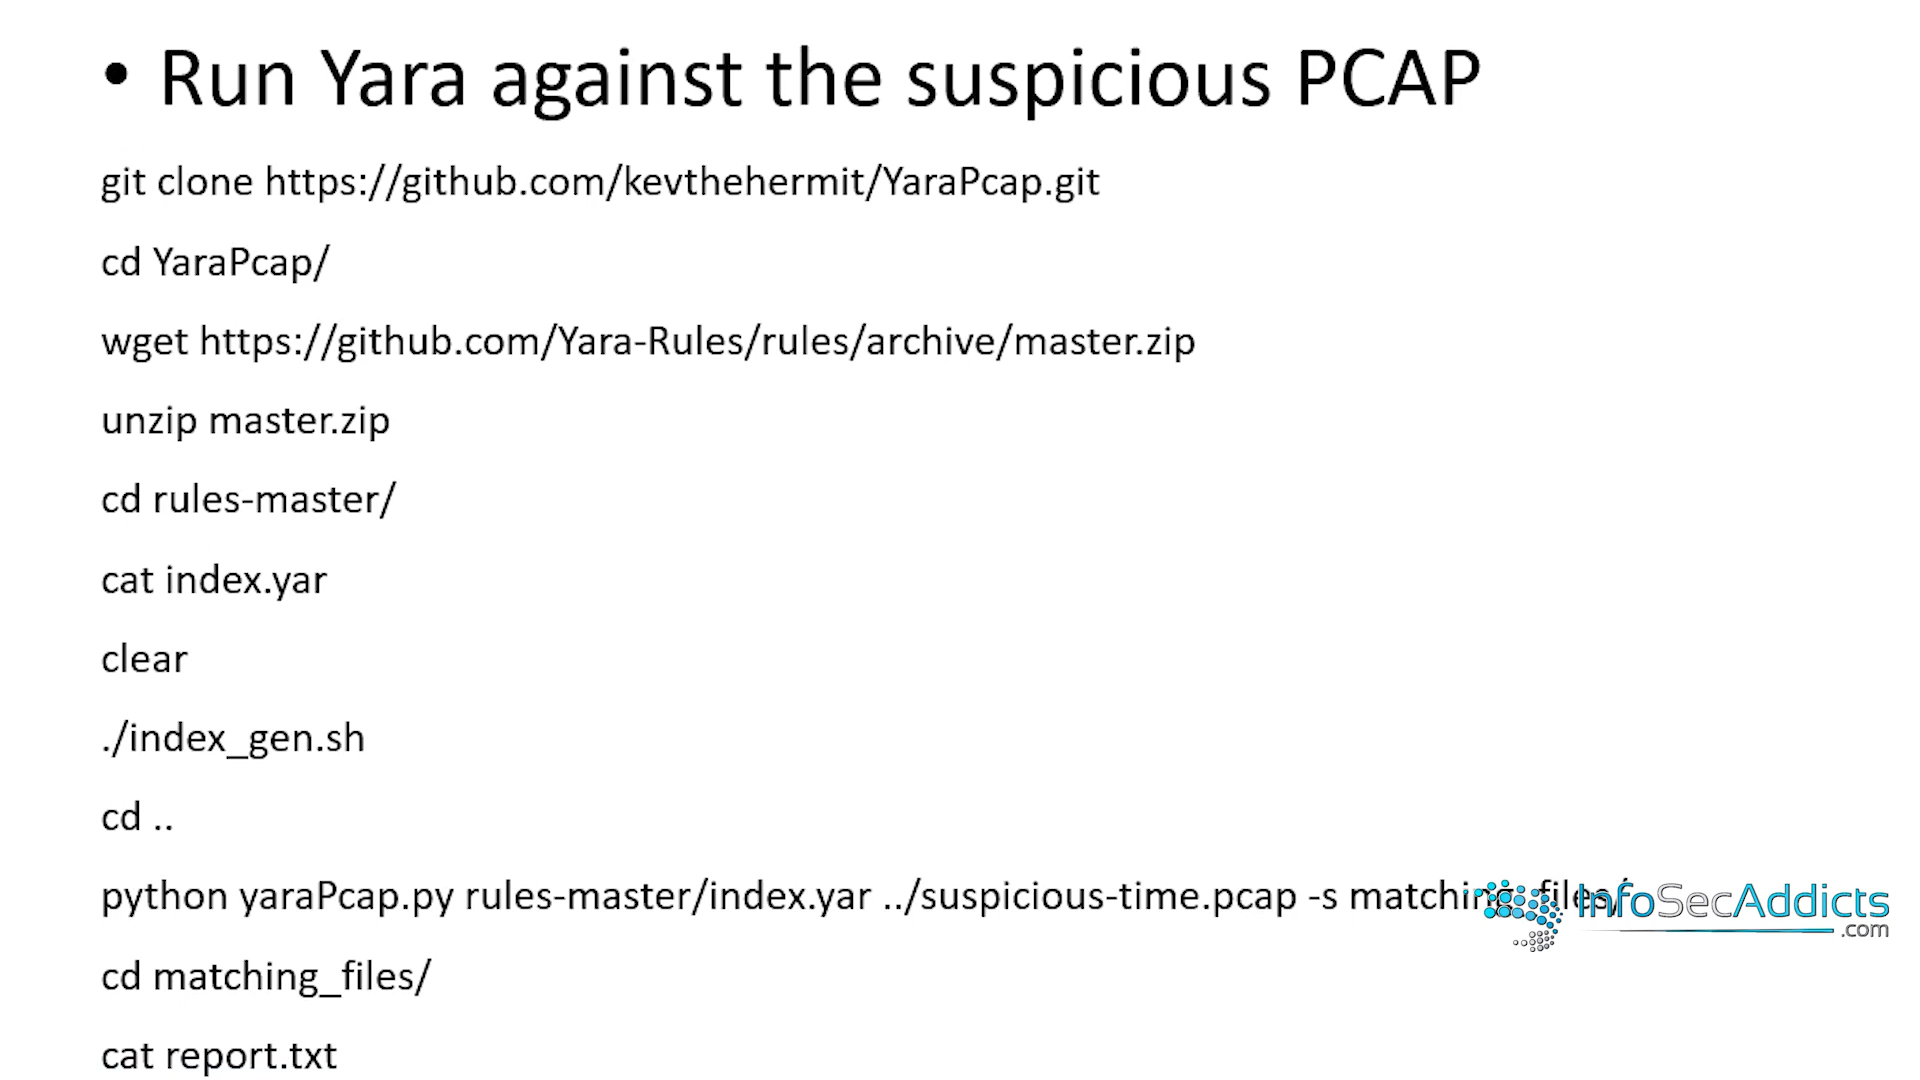 • Run Yara against the suspicious PCAP
git clone https://github.com/kevthehermit/YaraPcap.git
cd YaraPcap/
wget https://github.com/Yara-Rules/rules/archive/master.zip
unzip master.zip
cd rules-master/
cat index.yar
clear
./index_gen.sh
cd ..
python yaraPcap.py rules-master/index.yar ../suspicious-time.pcap -s matching_files/
InfoSecAddicts
.com
cd matching_files/
cat report.txt